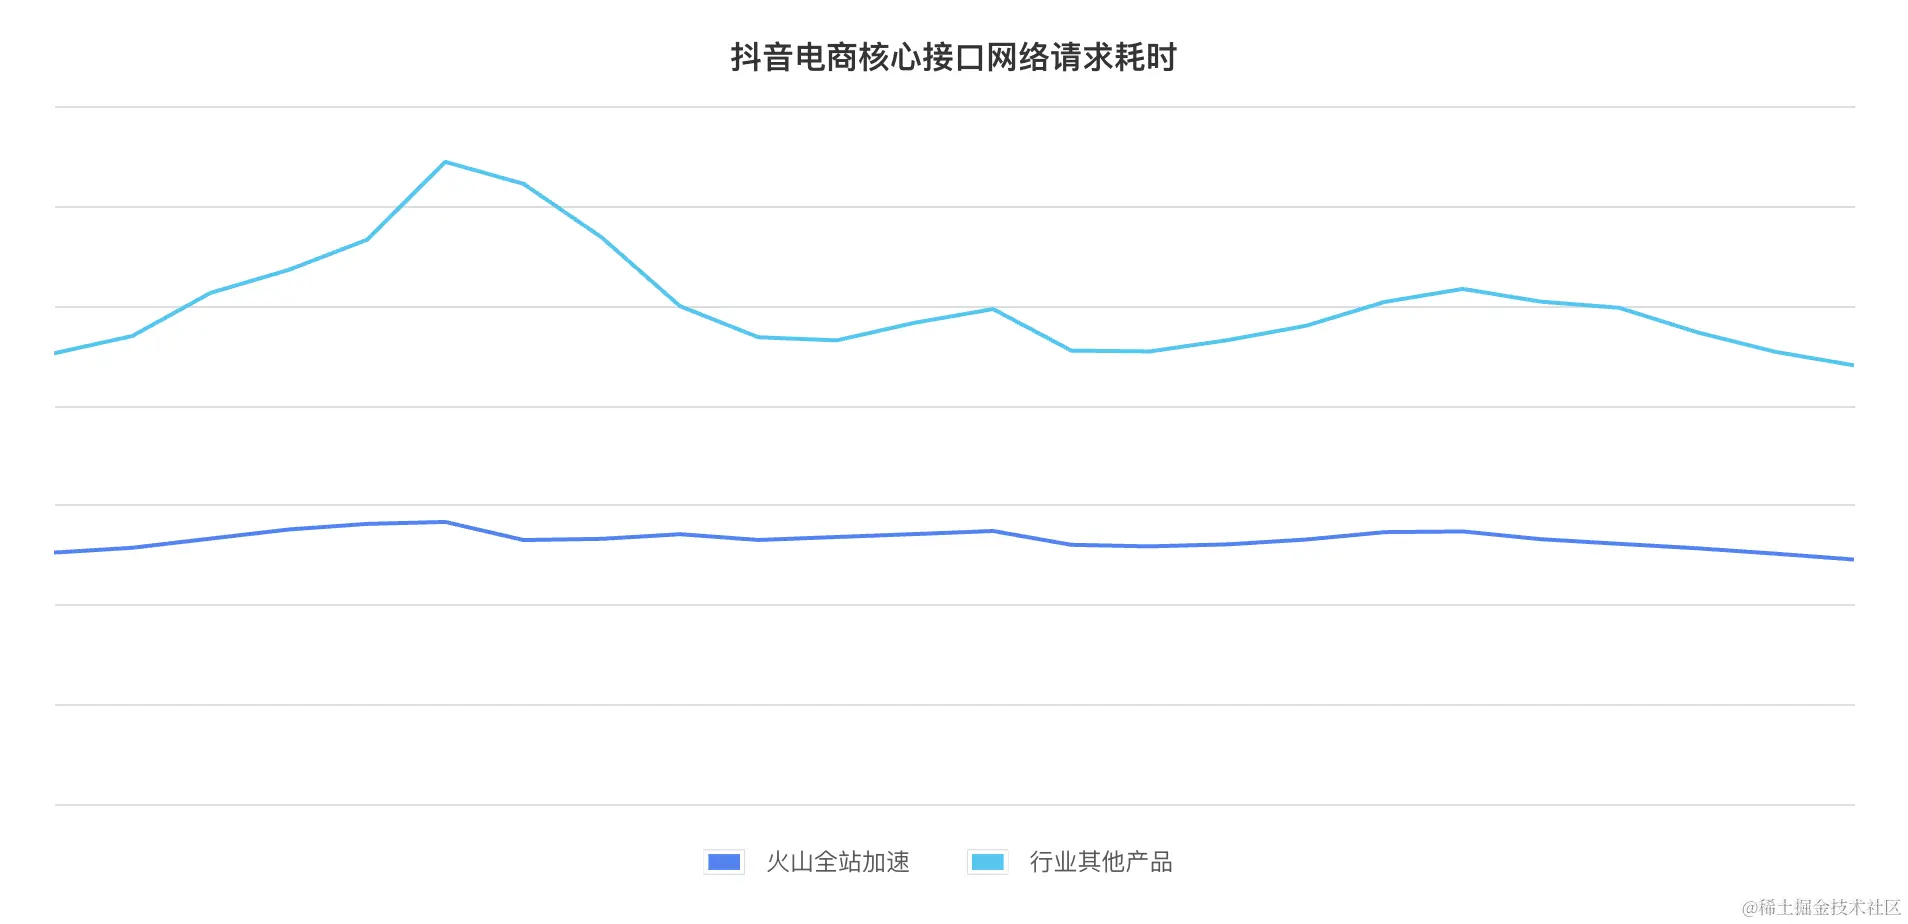 抖音电商核心接口网络请求耗时
火山全站加速
行业其他产品
@稀土掘金技术社区